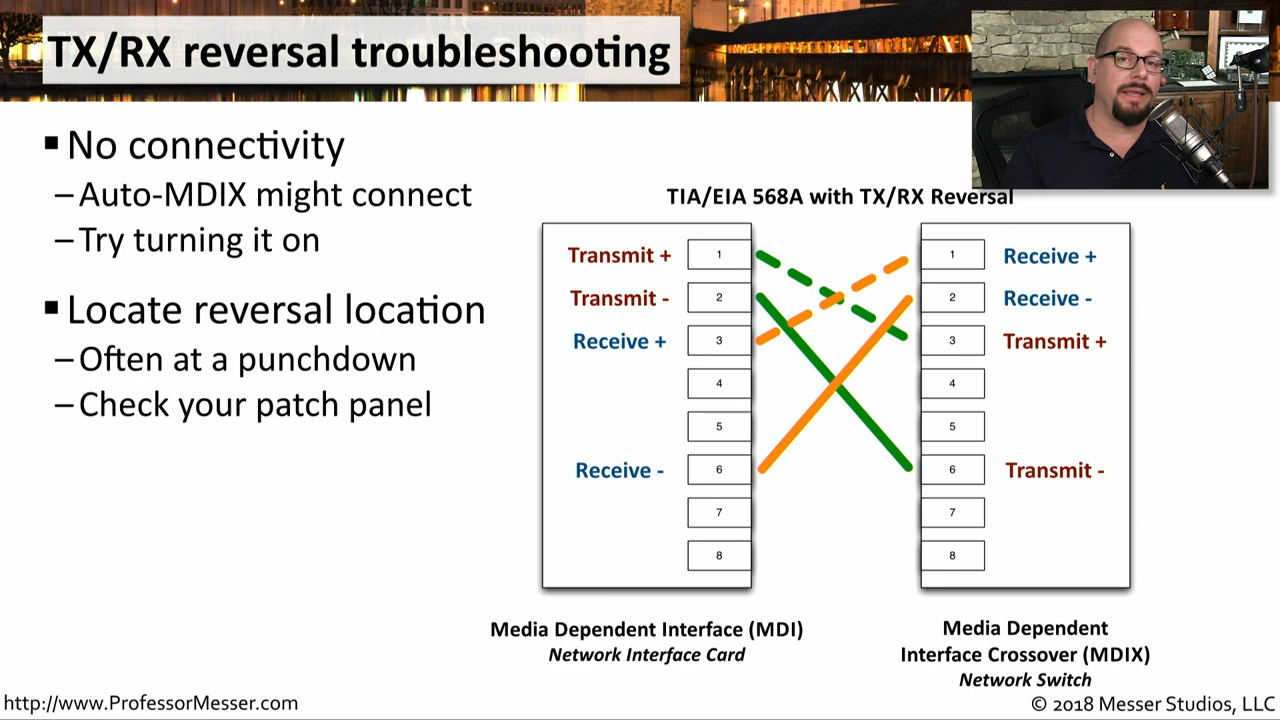 TX/RX reversal troubleshooting
▪ No connectivity
– Auto-MDIX might connect
– Try turning it on
▪ Locate reversal location
– Often at a punchdown
– Check your patch panel
TIA/EIA 568A with TX/RX Reversal
Transmit + 1
Transmit - 2
Receive + 3
4
5
Receive - 6
7
8
1 Receive +
2 Receive -
3 Transmit +
4
5
6 Transmit -
7
8
Media Dependent Interface (MDI)
Network Interface Card
Media Dependent
Interface Crossover (MDIX)
Network Switch
http://www.ProfessorMesser.com
© 2018 Messer Studios, LLC